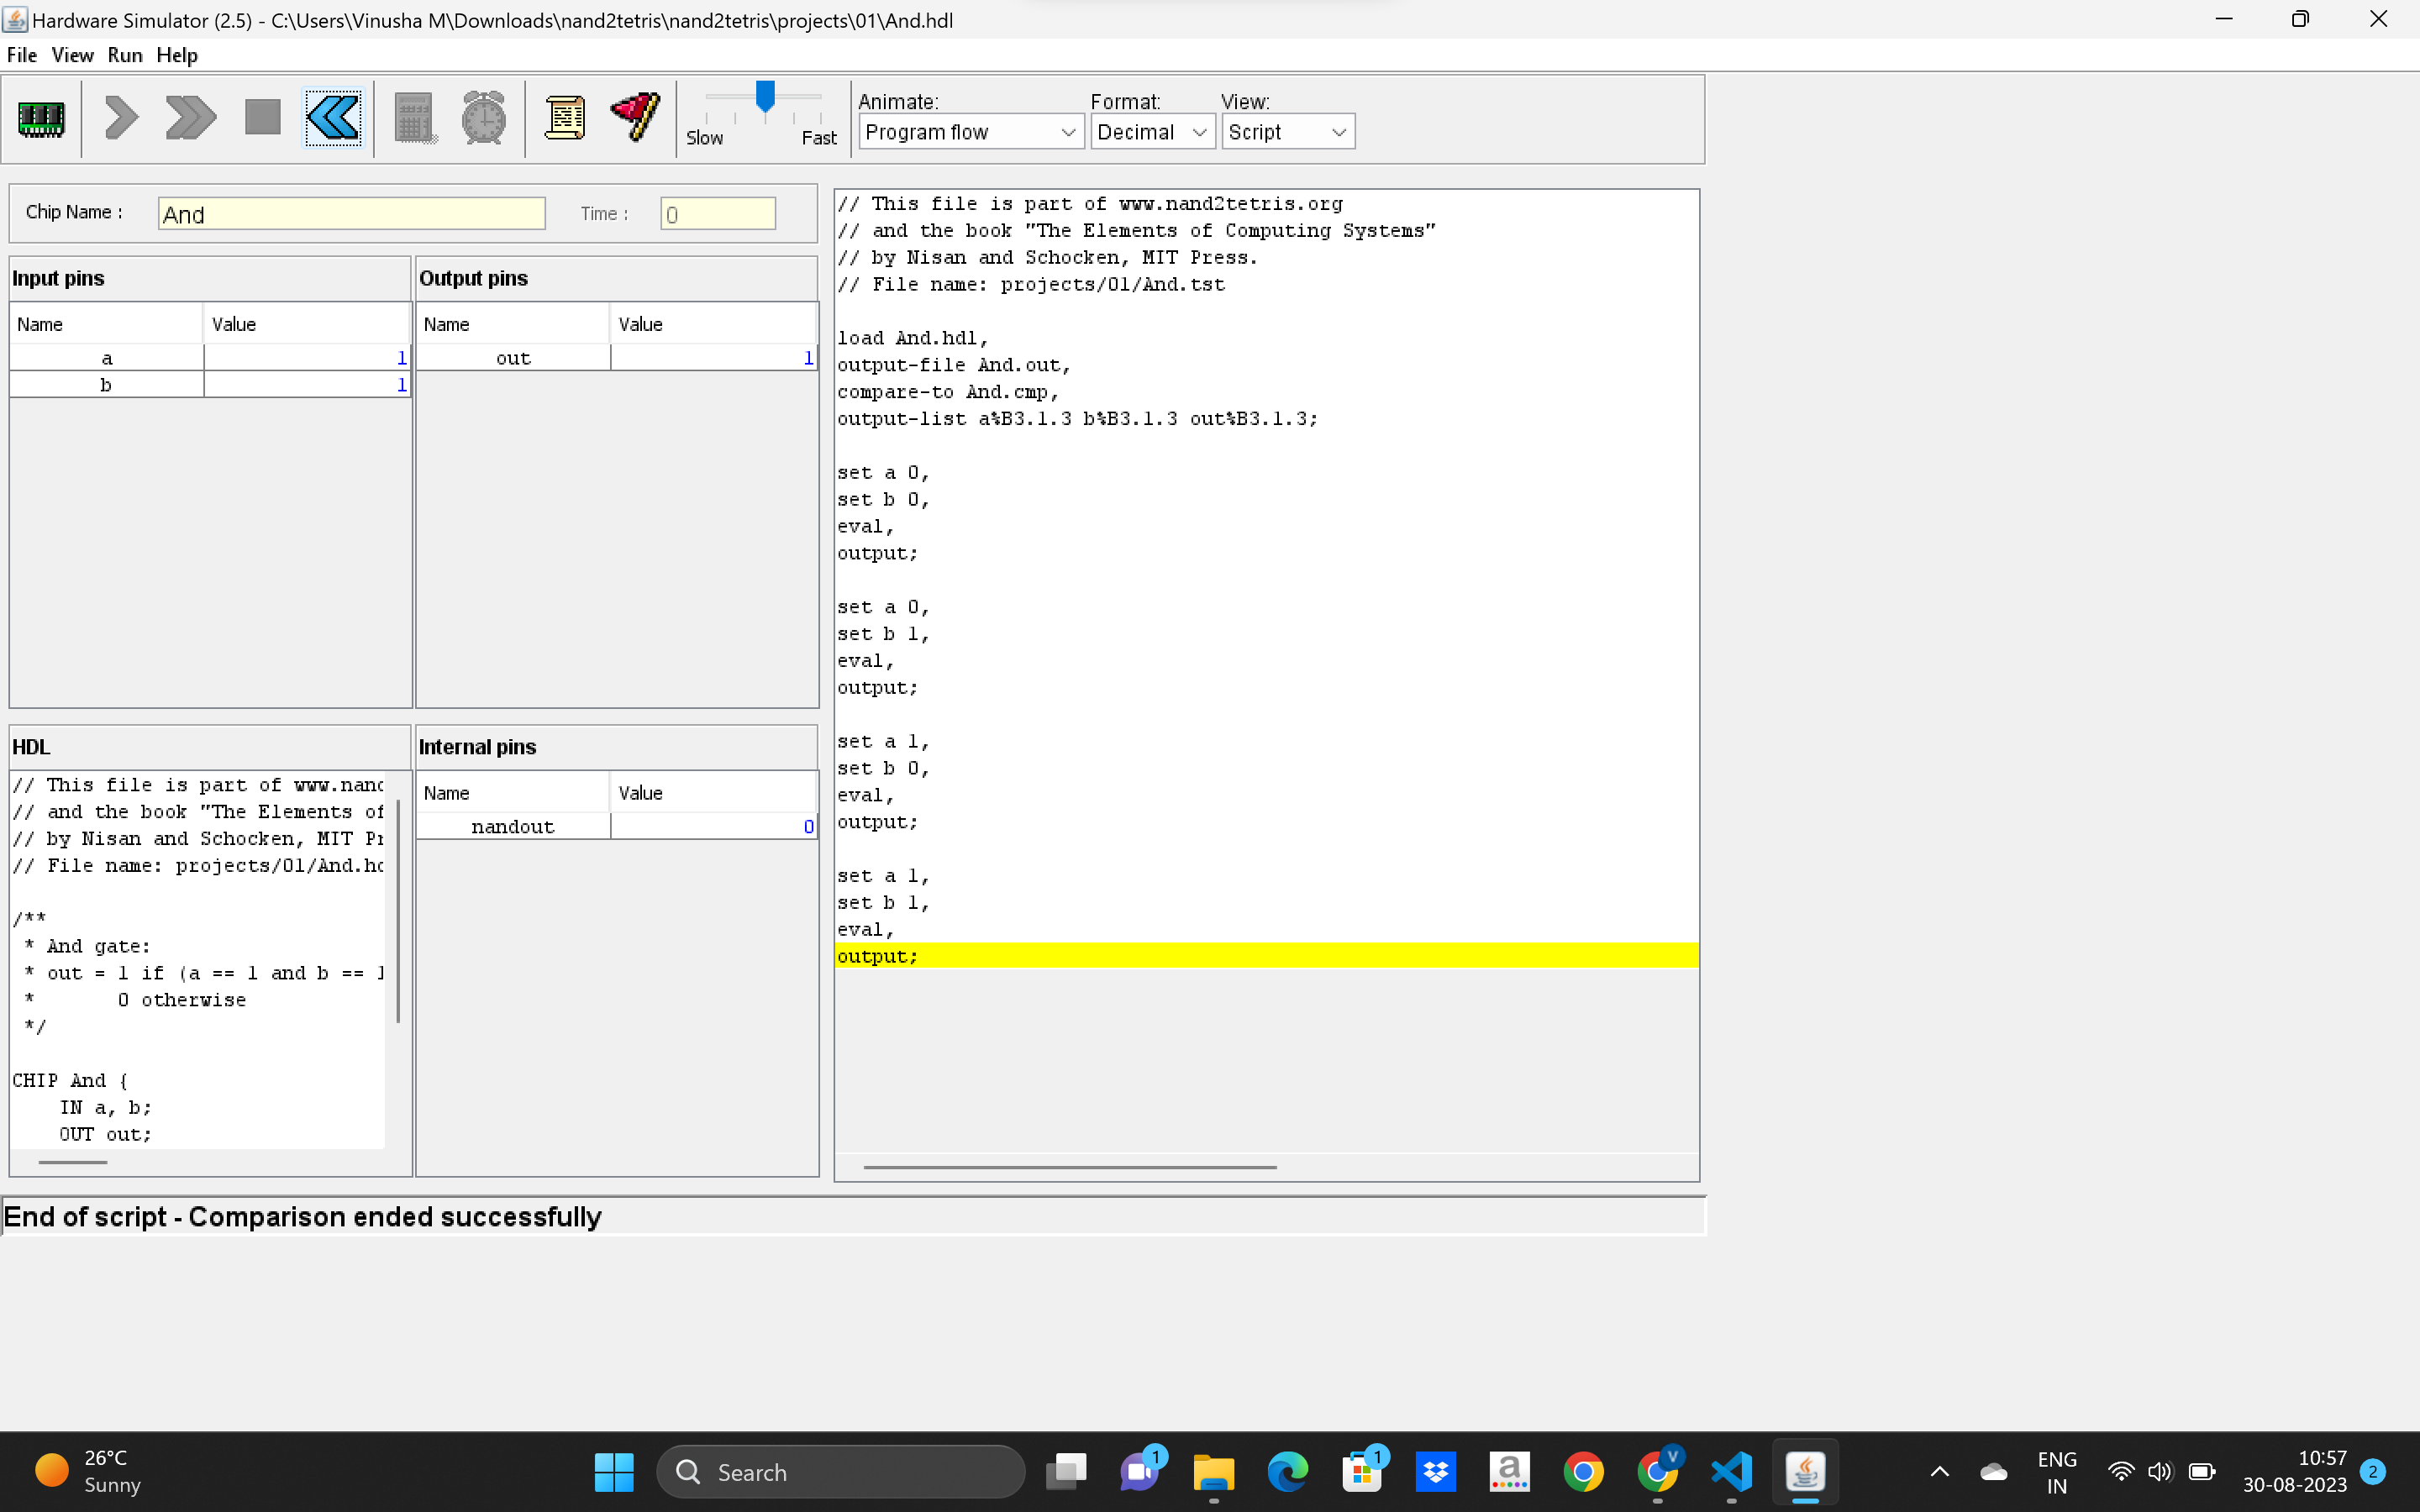 Hardware Simulator (2.5) - C:\Users\Vinusha M\Downloads\nand2tetris\nand2tetris\projects\01\And.hdl
File View Run Help
Slow Fast
Animate: Format: View:
Program flow Decimal Script
Chip Name : And Time : 0
Input pins
Name Value
a 1
b 1
Output pins
Name Value
out 1
HDL
// This file is part of www.nand
// and the book "The Elements of
// by Nisan and Schocken, MIT Pr
// File name: projects/01/And.hd
/**
* And gate:
* out = 1 if (a == 1 and b == 1
* 0 otherwise
*/
CHIP And {
IN a, b;
OUT out;
Internal pins
Name Value
nandout 0
// This file is part of www.nand2tetris.org
// and the book "The Elements of Computing Systems"
// by Nisan and Schocken, MIT Press.
// File name: projects/01/And.tst
load And.hdl,
output-file And.out,
compare-to And.cmp,
output-list a%B3.1.3 b%B3.1.3 out%B3.1.3;
set a 0,
set b 0,
eval,
output;
set a 0,
set b 1,
eval,
output;
set a 1,
set b 0,
eval,
output;
set a 1,
set b 1,
eval,
output;
End of script - Comparison ended successfully
26°C
Sunny
Search
1
1
a
V
ENG
IN
10:57
30-08-2023
2